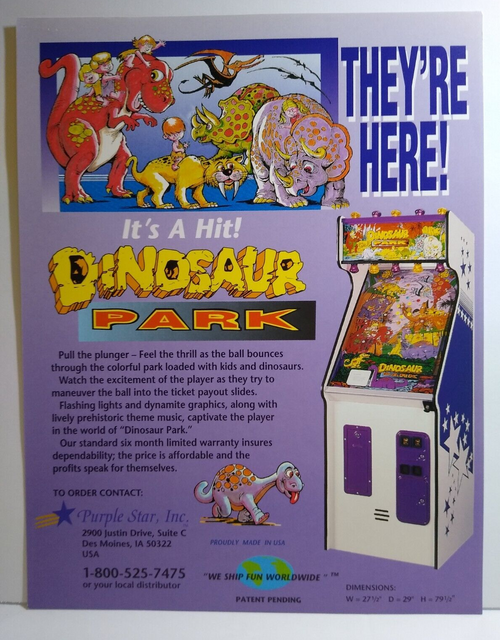 THEY'RE
HERE!
It's A Hit!
DINOSAUR
PARK
Pull the plunger – Feel the thrill as the ball bounces
through the colorful park loaded with kids and dinosaurs.
Watch the excitement of the player as they try to
maneuver the ball into the ticket payout slides.
Flashing lights and dynamite graphics, along with
lively prehistoric theme music, captivate the player
in the world of "Dinosaur Park."
Our standard six month limited warranty insures
dependability; the price is affordable and the
profits speak for themselves.
TO ORDER CONTACT:
Purple Star, Inc.
2900 Justin Drive, Suite C
Des Moines, IA 50322
USA
1-800-525-7475
or your local distributor
PROUDLY MADE IN USA
"WE SHIP FUN WORLDWIDE" ™
PATENT PENDING
DINOSAUR
PARK
DINOSAUR
DIMENSIONS:
W = 27½" D = 29" H = 79½"